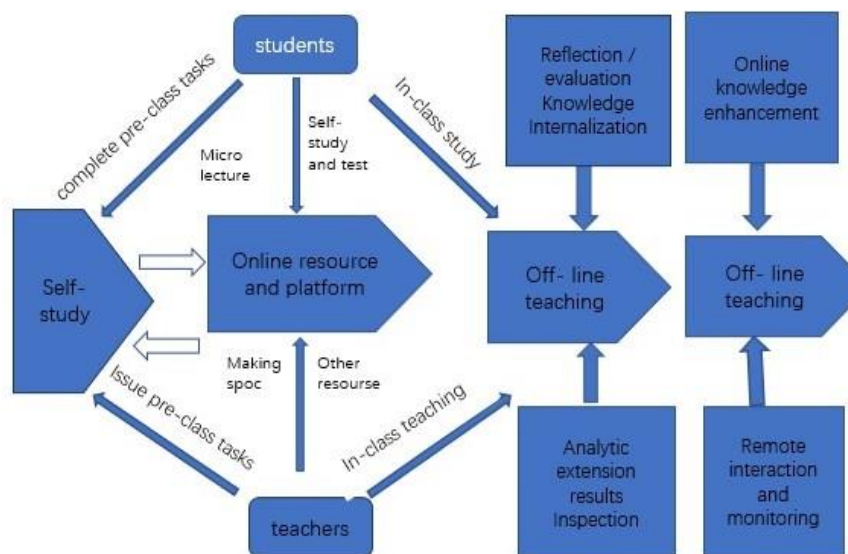 students
complete pre-class tasks
Micro
lecture
Self-
study
and test
In-class study
Reflection /
evaluation
Knowledge
Internalization
Online
knowledge
enhancement
Self-
study
Online resource
and platform
Off- line
teaching
Off- line
teaching
Issue pre-class tasks
Making
spoc
Other
resourse
In-class teaching
teachers
Analytic
extension
results
Inspection
Remote
interaction
and
monitoring